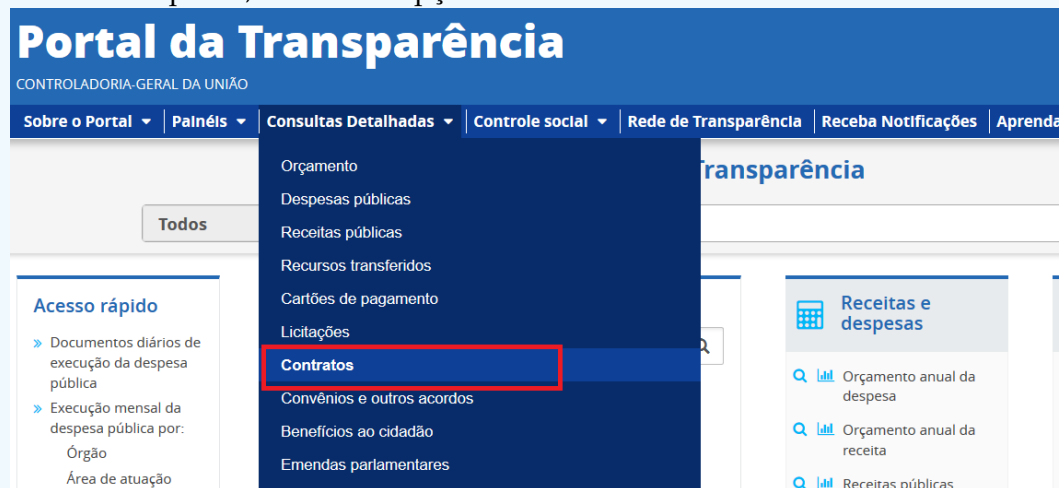 Portal da Transparência
CONTROLADORIA-GERAL DA UNIÃO
Sobre o Portal
Painéis
Consultas Detalhadas
Controle social
Rede de Transparência
Receba Notificações
Aprenda
Orçamento
Despesas públicas
Receitas públicas
Recursos transferidos
Cartões de pagamento
Licitações
Contratos
Convênios e outros acordos
Benefícios ao cidadão
Emendas parlamentares
Transparência
Todos
Acesso rápido
Documentos diários de
execução da despesa
pública
Execução mensal da
despesa pública por:
Órgão
Área de atuação
Receitas e
despesas
Orçamento anual da
despesa
Orçamento anual da
receita
Receitas públicas